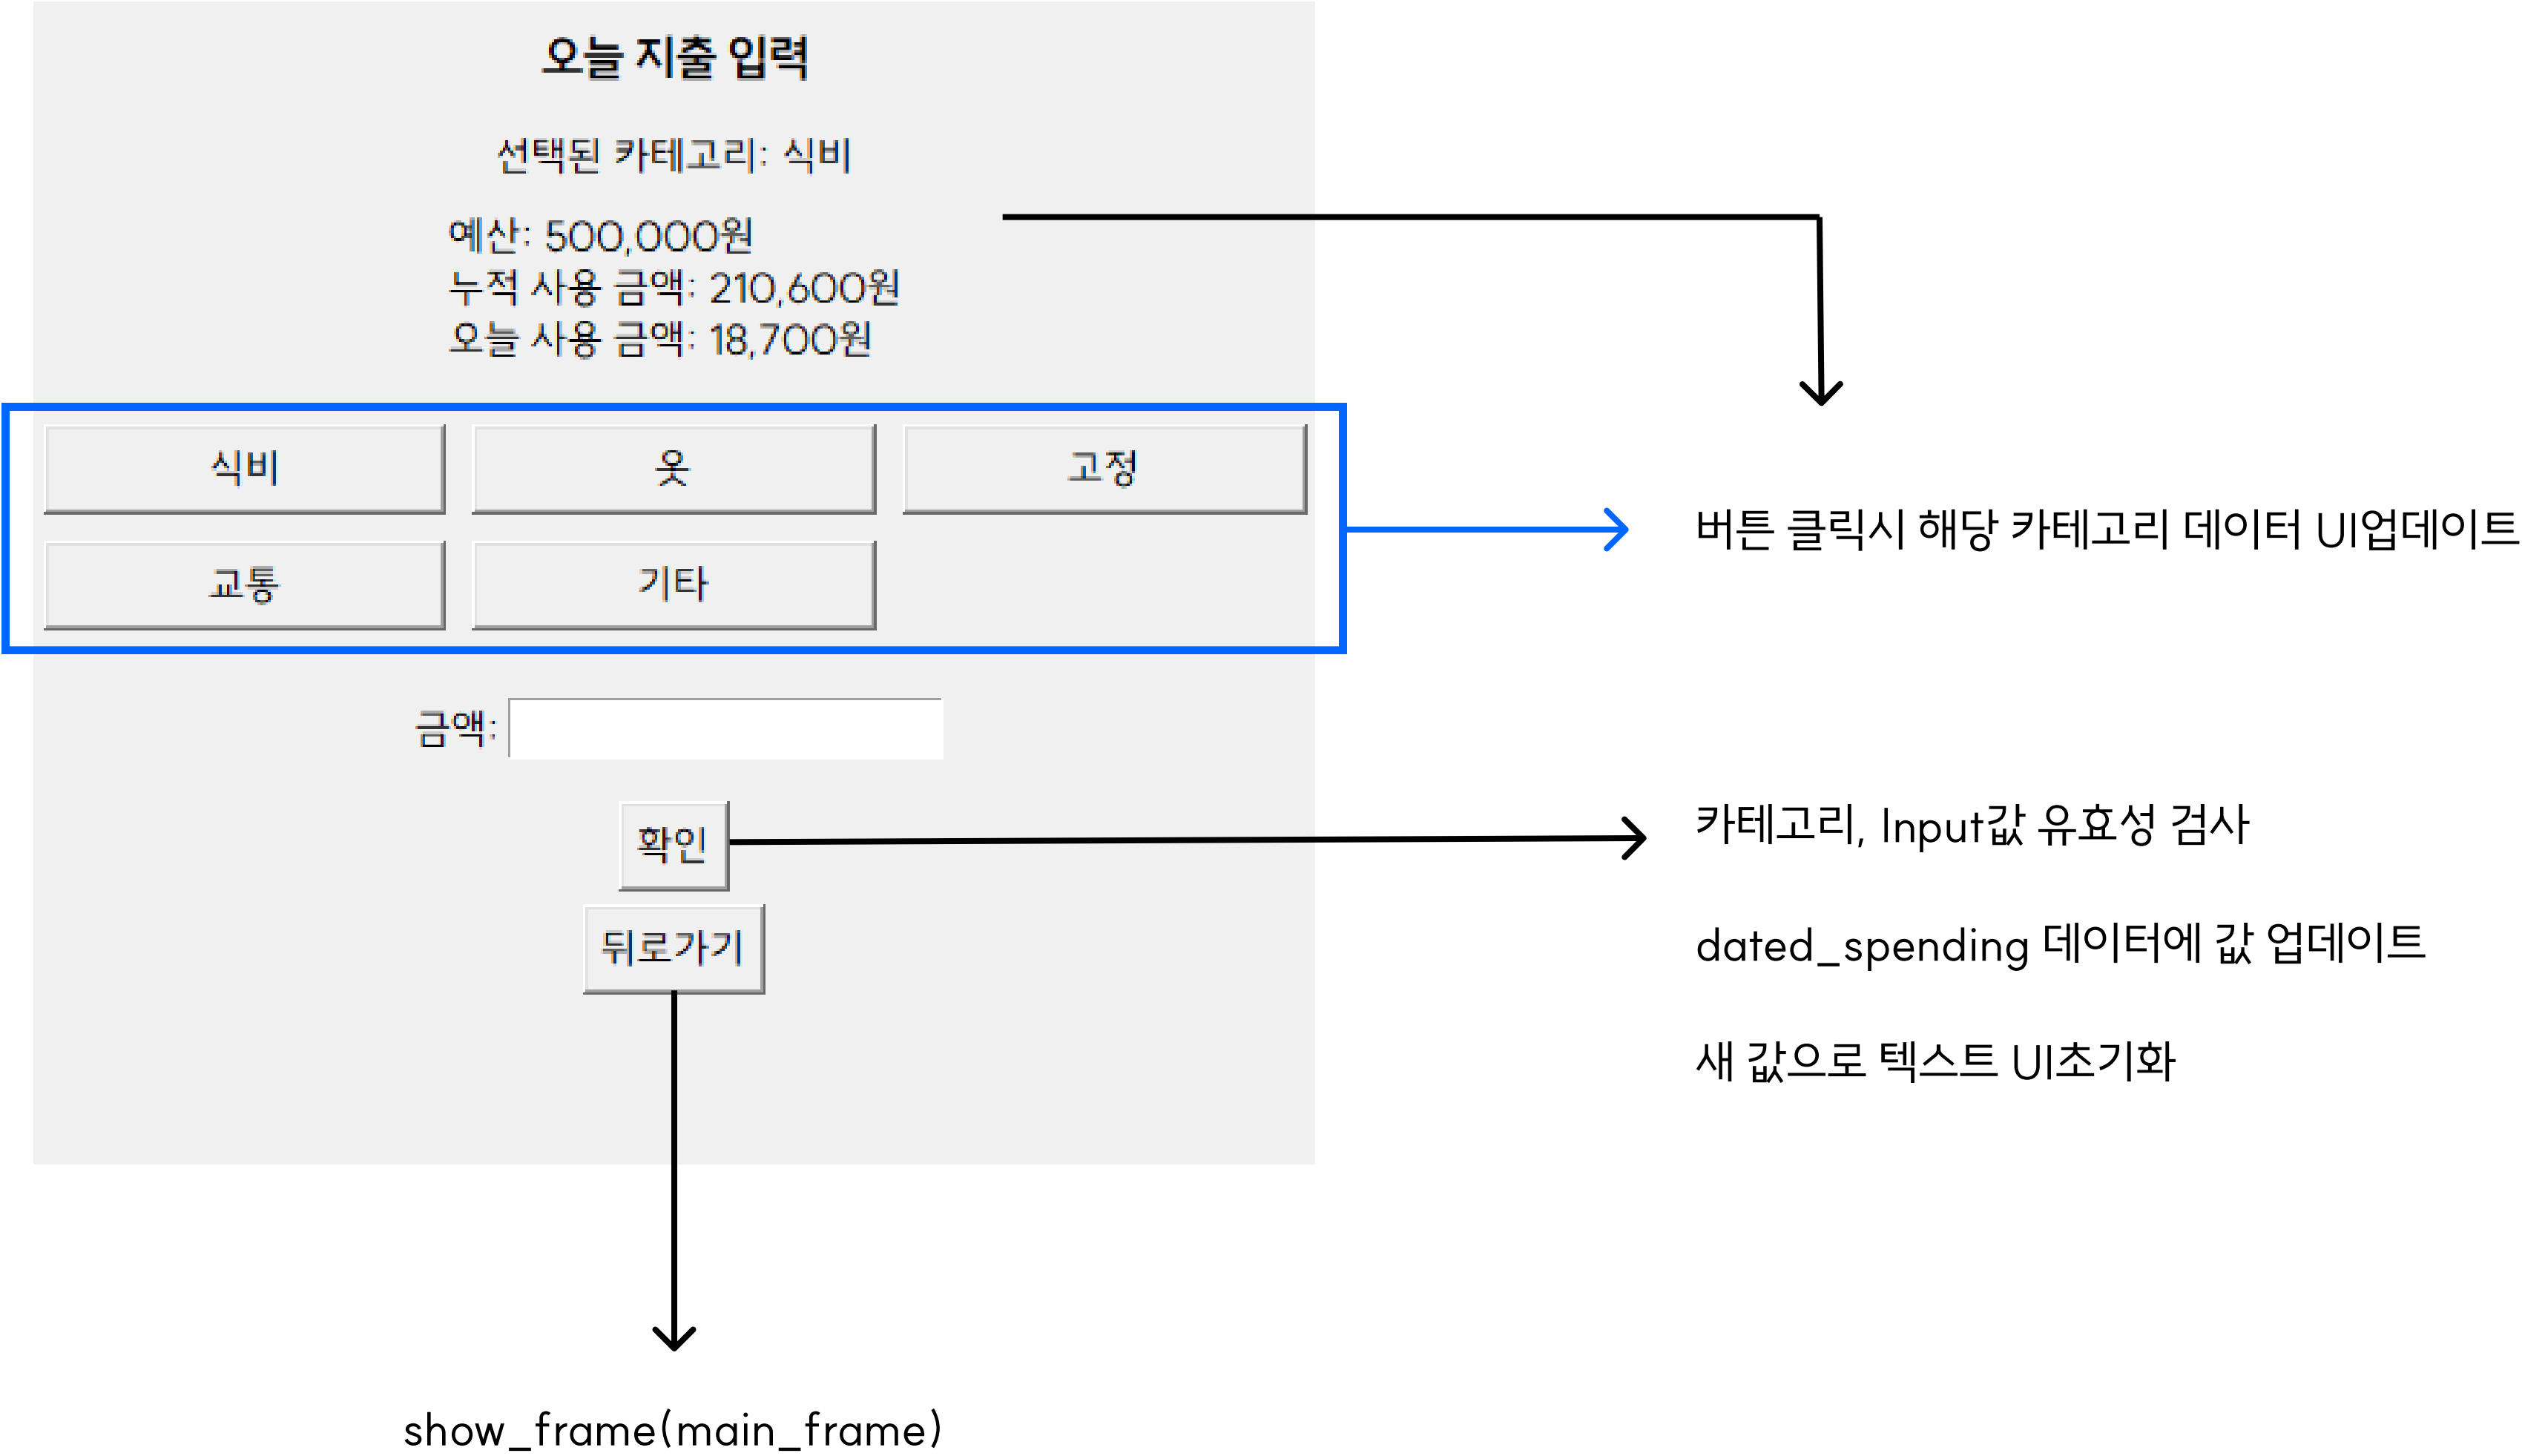 오늘 지출 입력
선택된 카테고리: 식비
예산: 500,000원
누적 사용 금액: 210,600원
오늘 사용 금액: 18,700원
식비
옷
고정
교통
기타
버튼 클릭시 해당 카테고리 데이터 UI업데이트
금액:
확인
뒤로가기
카테고리, Input값 유효성 검사
dated_spending 데이터에 값 업데이트
새 값으로 텍스트 UI초기화
show_frame(main_frame)